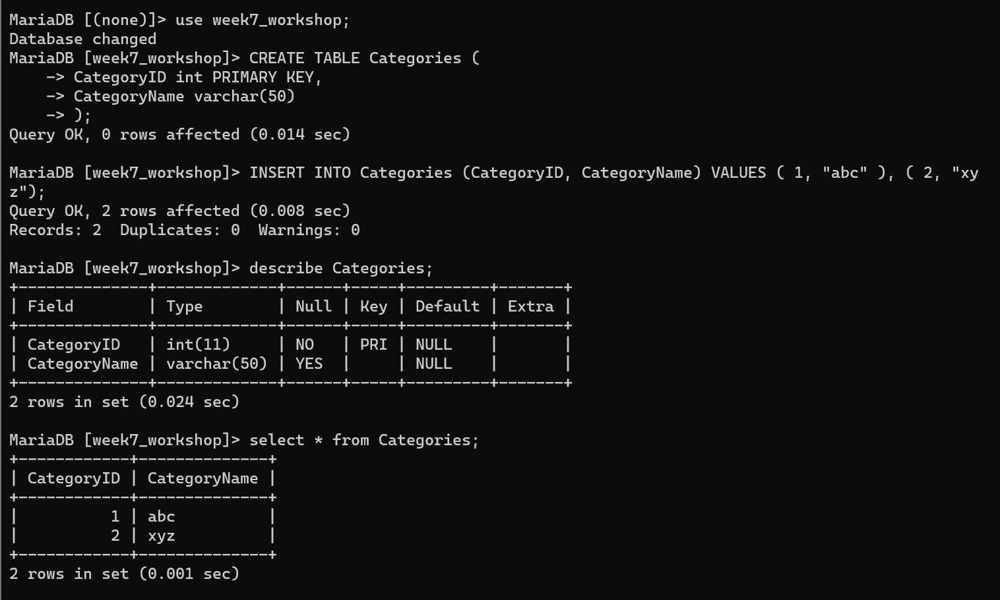 MariaDB [(none)]> use week7_workshop;
Database changed
MariaDB [week7_workshop]> CREATE TABLE Categories (
    -> CategoryID int PRIMARY KEY,
    -> CategoryName varchar(50)
    -> );
Query OK, 0 rows affected (0.014 sec)

MariaDB [week7_workshop]> INSERT INTO Categories (CategoryID, CategoryName) VALUES ( 1, "abc" ), ( 2, "xy
z");
Query OK, 2 rows affected (0.008 sec)
Records: 2  Duplicates: 0  Warnings: 0

MariaDB [week7_workshop]> describe Categories;
+--------------+-------------+------+-----+---------+-------+
| Field        | Type        | Null | Key | Default | Extra |
+--------------+-------------+------+-----+---------+-------+
| CategoryID   | int(11)     | NO   | PRI | NULL    |       |
| CategoryName | varchar(50) | YES  |     | NULL    |       |
+--------------+-------------+------+-----+---------+-------+
2 rows in set (0.024 sec)

MariaDB [week7_workshop]> select * from Categories;
+------------+--------------+
| CategoryID | CategoryName |
+------------+--------------+
|          1 | abc          |
|          2 | xyz          |
+------------+--------------+
2 rows in set (0.001 sec)